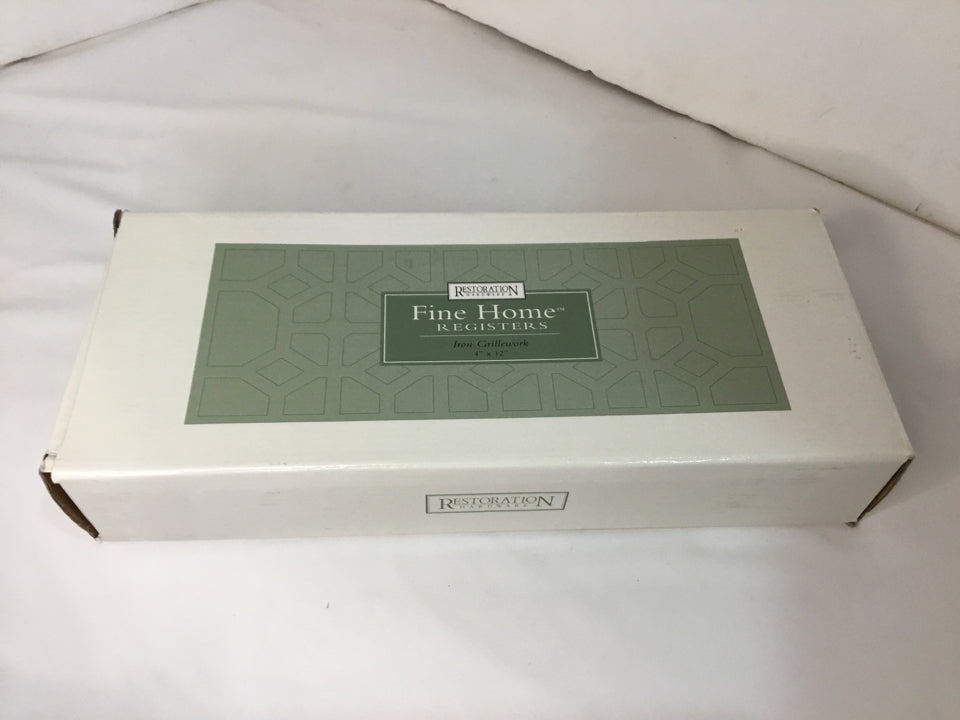 RESTORATION
HARDWARE
Fine Home™
REGISTERS
Iron Grillework
4" x 12"
RESTORATION
HARDWARE